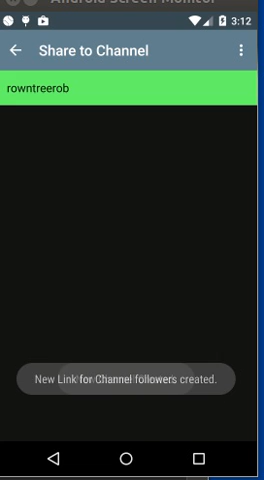 Android Screen Monitor
3:12
Share to Channel
rowntreerob
New Link for Channel followers created.